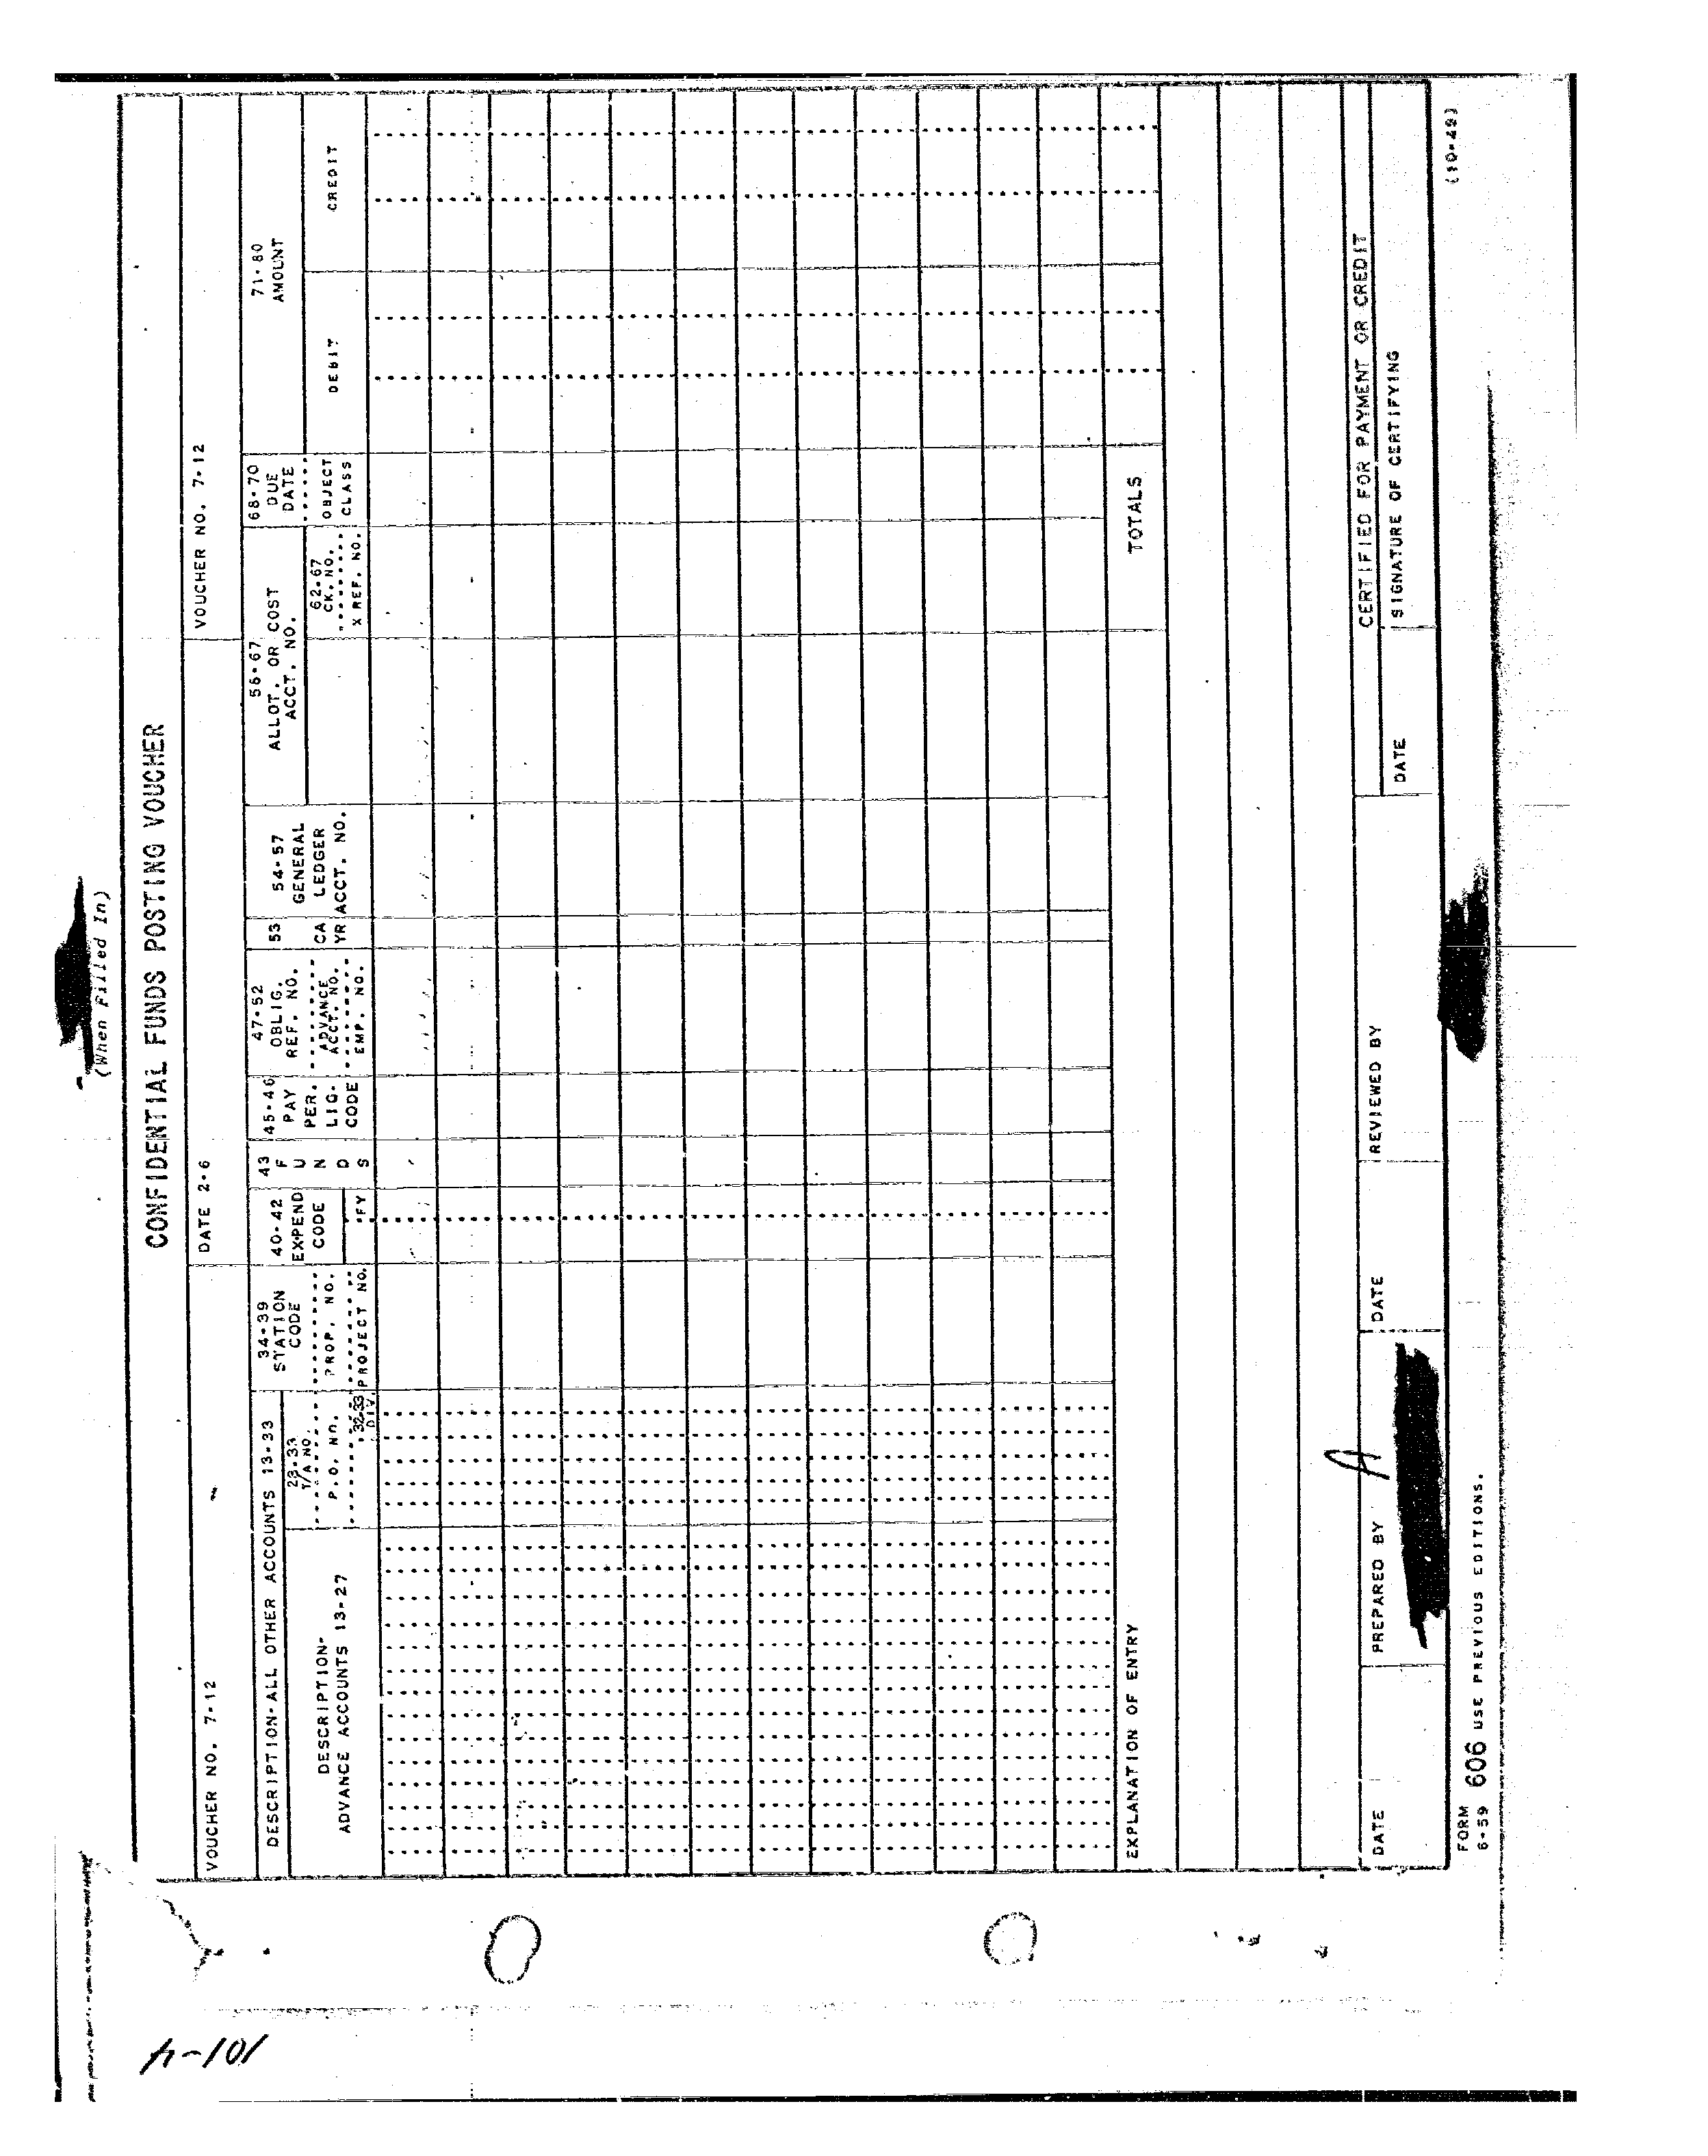 (When Filled In)
CONFIDENTIAL FUNDS POSTING VOUCHER
VOUCHER NO. 7-12
DATE 2-6
VOUCHER NO. 7-12
DESCRIPTION-ALL OTHER ACCOUNTS 13-33
DESCRIPTION-
ADVANCE ACCOUNTS 13-27
28-33
T/A NO.
P.O. NO.
32-33
DIV.
34-39
STATION
CODE
PROP. NO.
PROJECT NO.
40-42
EXPEND
CODE
FY
43
F
U
N
D
S
45-46
PAY
PER.
LIG.
CODE
47-52
OBLIG.
REF. NO.
ADVANCE
ACCT. NO.
EMP. NO.
53
CA
YR
54-57
GENERAL
LEDGER
ACCT. NO.
58-67
ALLOT. OR COST
ACCT. NO.
62-67
CK. NO.
X REF. NO.
68-70
DUE
DATE
OBJECT
CLASS
71-80
AMOUNT
DEBIT
CREDIT
EXPLANATION OF ENTRY
TOTALS
CERTIFIED FOR PAYMENT OR CREDIT
DATE
PREPARED BY
DATE
REVIEWED BY
DATE
SIGNATURE OF CERTIFYING
FORM
6-59
606 USE PREVIOUS EDITIONS.
(10-49)